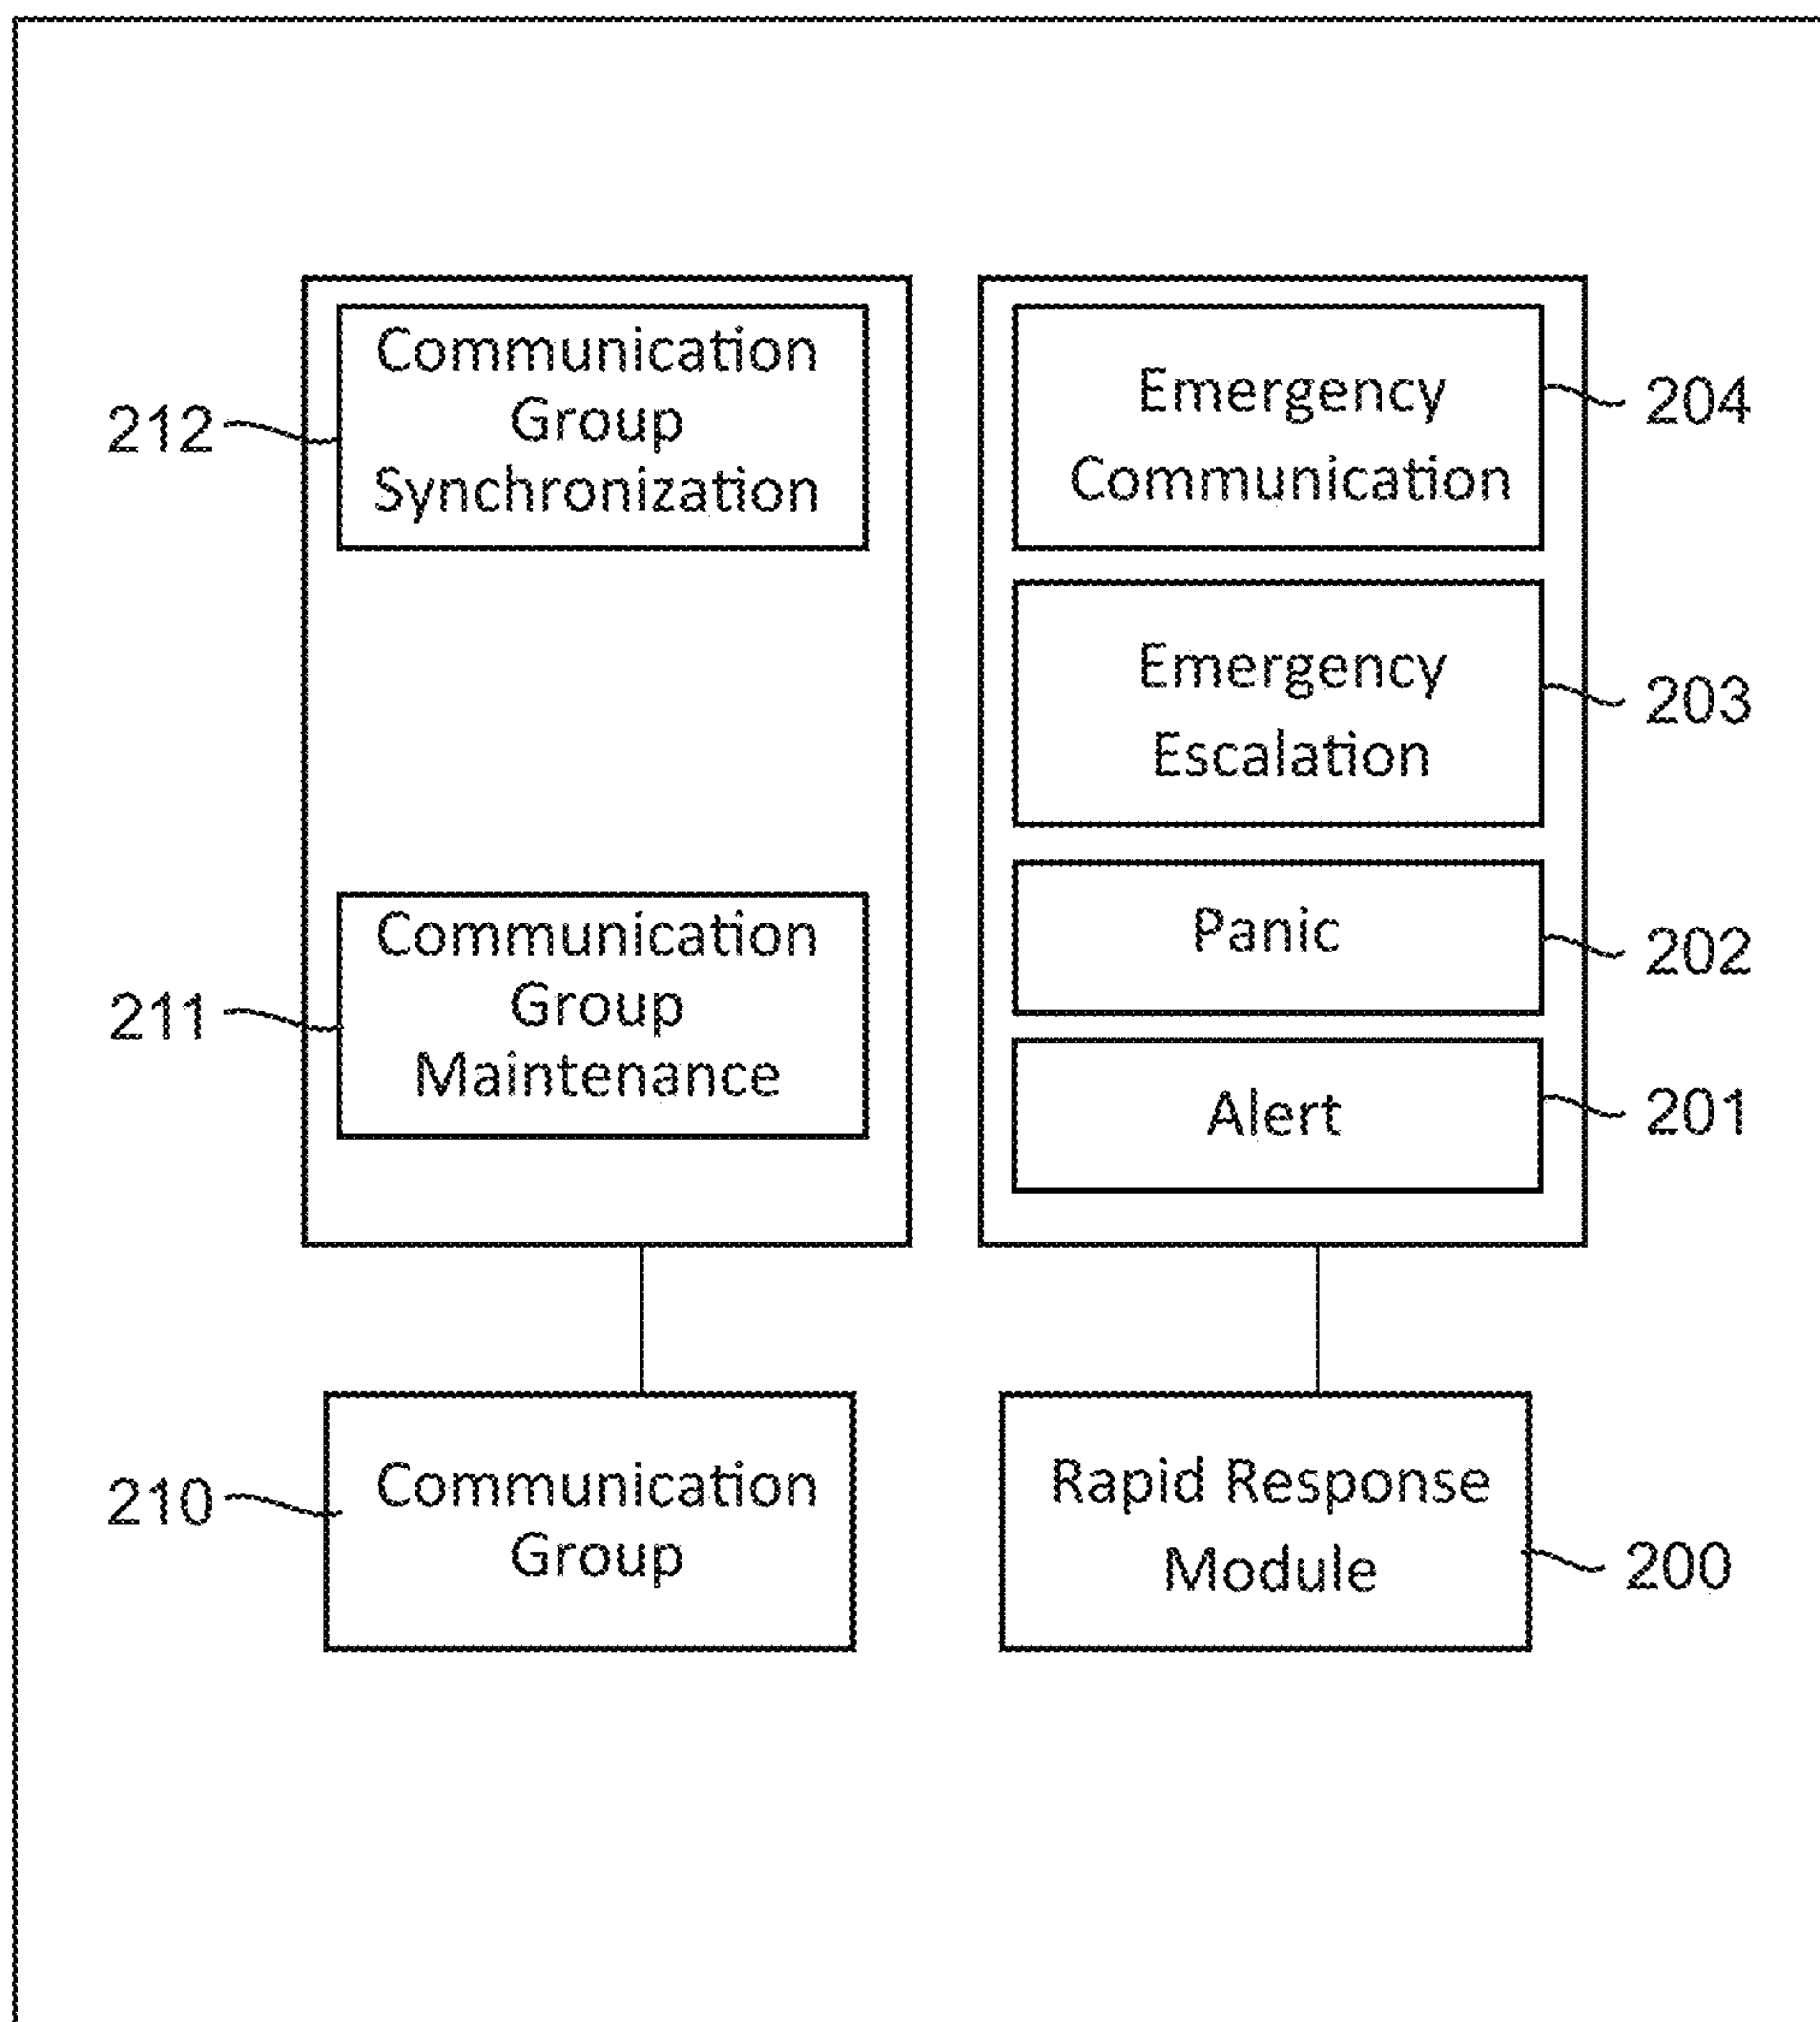 Communication
Group
Synchronization
212
Communication
Group
Maintenance
211
Communication
Group
210
Emergency
Communication
204
Emergency
Escalation
203
Panic
202
Alert
201
Rapid Response
Module
200